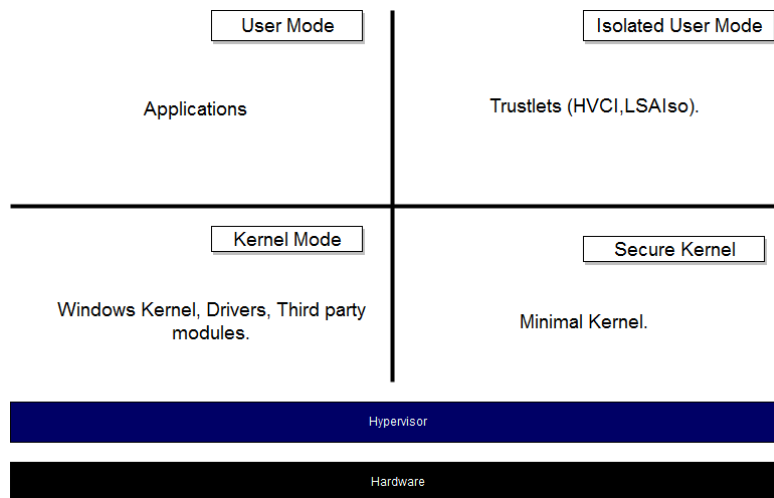 User Mode
Isolated User Mode
Applications
Trustlets (HVCI,LSAIso).
Kernel Mode
Secure Kernel
Windows Kernel, Drivers, Third party
modules.
Minimal Kernel.
Hypervisor
Hardware